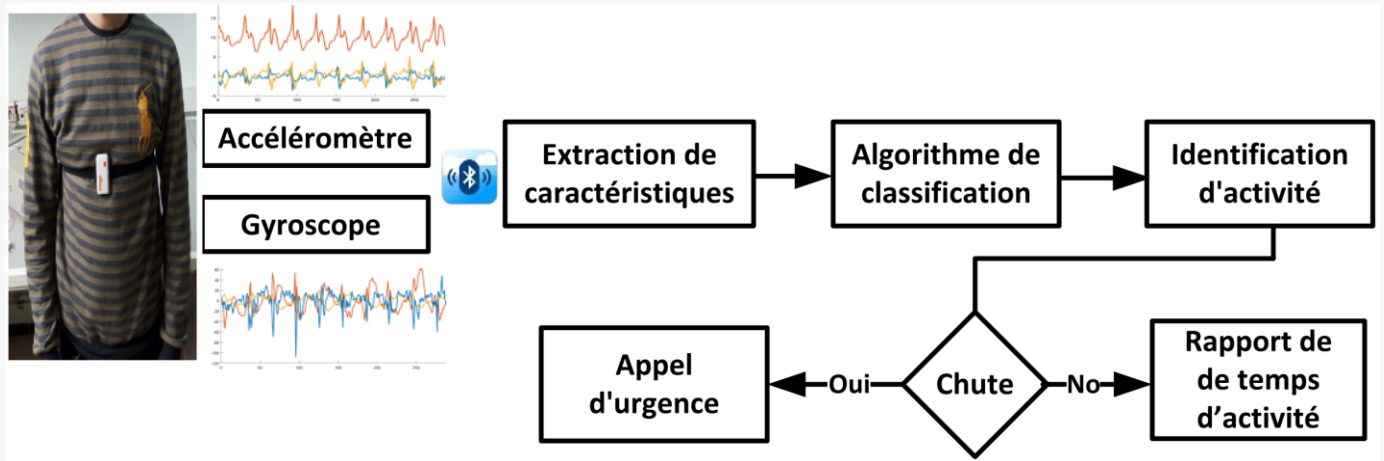 Accéléromètre
Gyroscope
Extraction de
caractéristiques
Algorithme de
classification
Identification
d'activité
Appel
d'urgence
Oui
Chute
No
Rapport de
de temps
d’activité